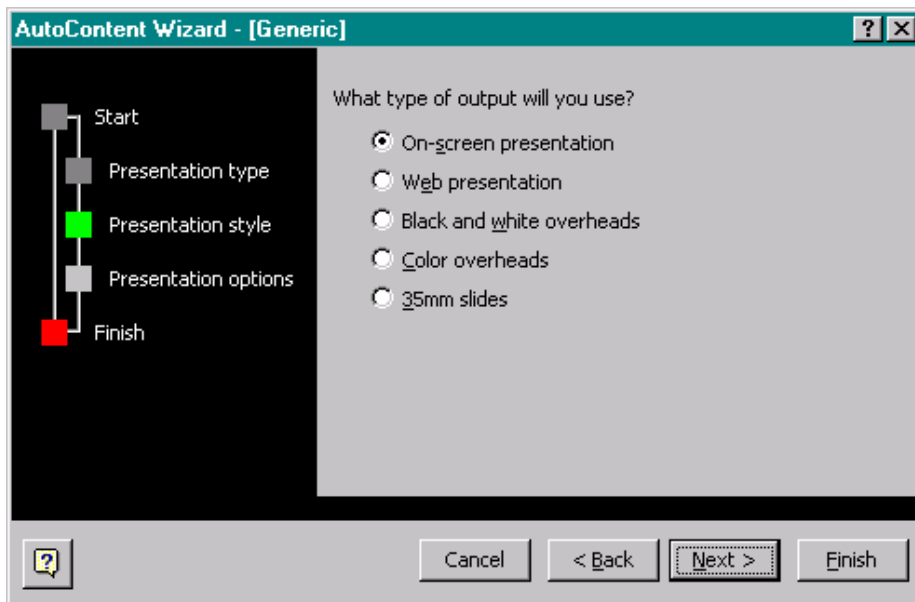 AutoContent Wizard - [Generic]
?
Start
Presentation type
Presentation style
Presentation options
Finish
What type of output will you use?
On-screen presentation
Web presentation
Black and white overheads
Color overheads
35mm slides
?
Cancel
< Back
Next >
Finish